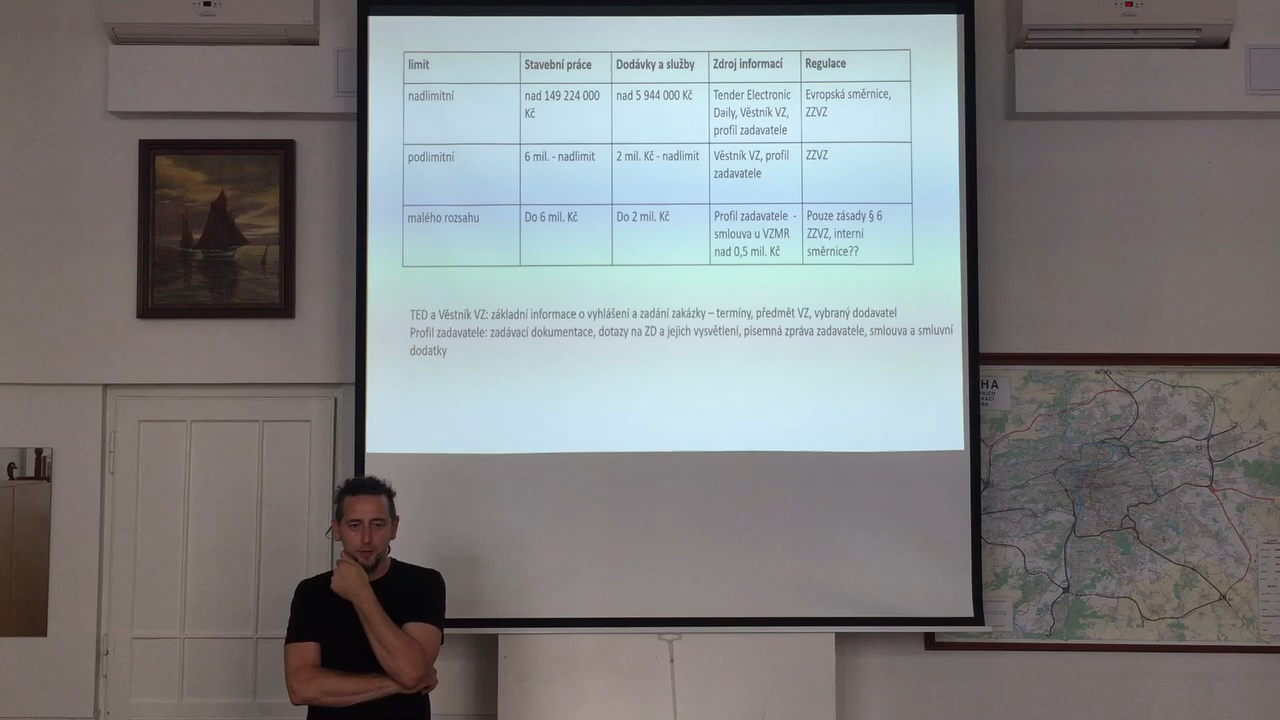 limit Stavební práce Dodávky a služby Zdroj informací Regulace
nadlimitní nad 149 224 000 nad 5 944 000 Kč Tender Electronic Evropská směrnice,
Kč Daily, Věstník VZ, ZZVZ
profil zadavatele
podlimitní 6 mil. - nadlimit 2 mil. Kč - nadlimit Věstník VZ, profil ZZVZ
zadavatele
malého rozsahu Do 6 mil. Kč Do 2 mil. Kč Profil zadavatele - Pouze zásady § 6
smlouva u VZMR ZZVZ, interní
nad 0,5 mil. Kč směrnice??
TED a Věstník VZ: základní informace o vyhlášení a zadání zakázky – termíny, předmět VZ, vybraný dodavatel
Profil zadavatele: zadávací dokumentace, dotazy na ZD a jejich vysvětlení, písemná zpráva zadavatele, smlouva a smluvní
dodatky
HA